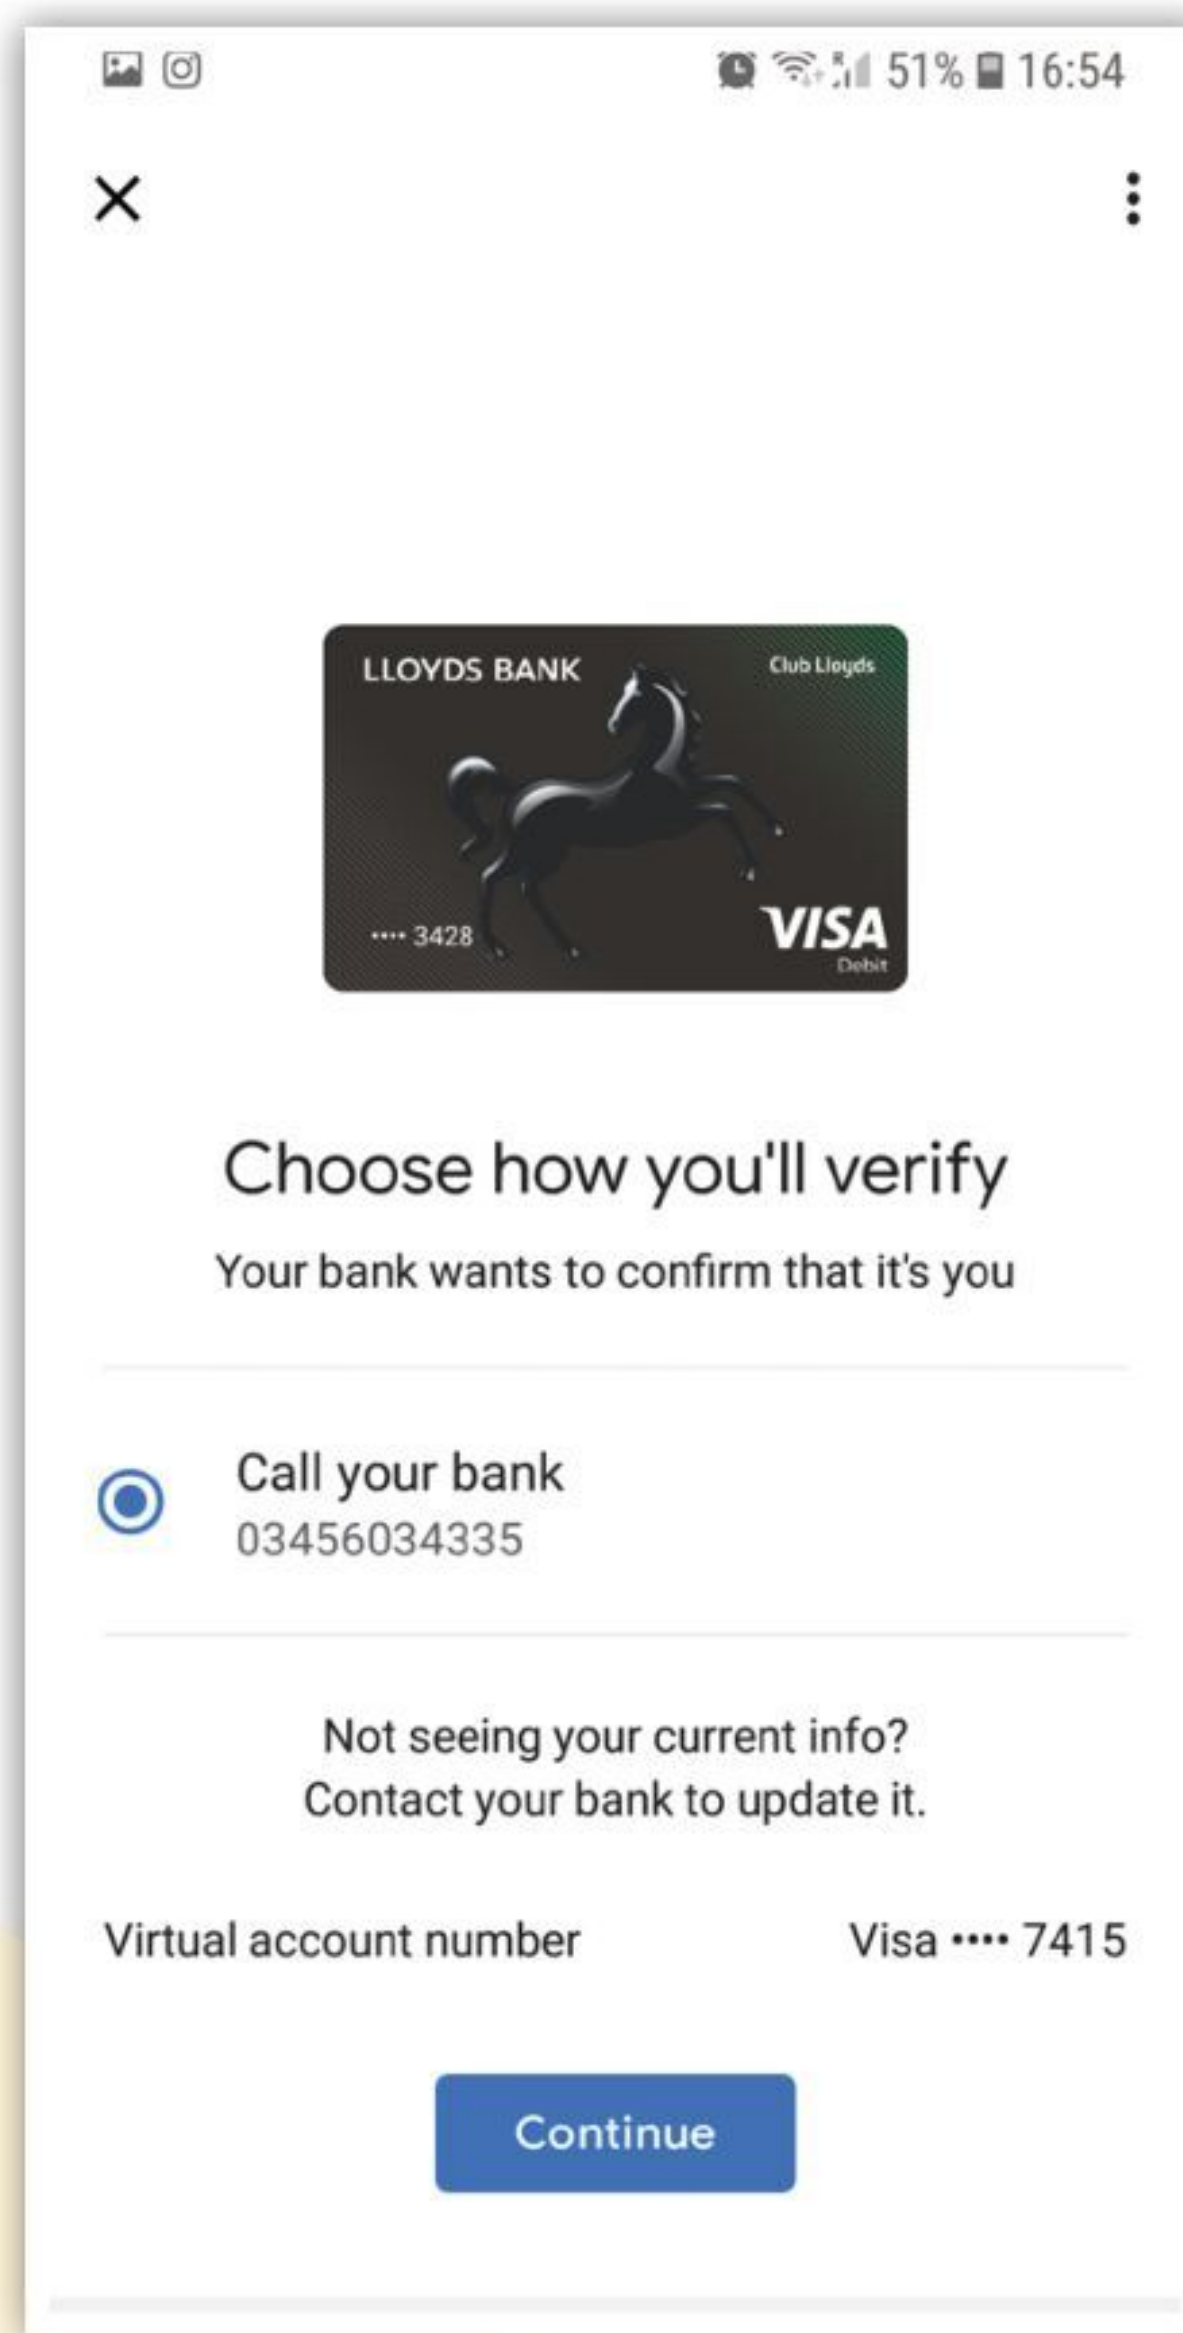 51% 16:54
LLOYDS BANK Club Lloyds
•••• 3428
VISA
Debit
Choose how you'll verify
Your bank wants to confirm that it's you
Call your bank
03456034335
Not seeing your current info?
Contact your bank to update it.
Virtual account number Visa •••• 7415
Continue